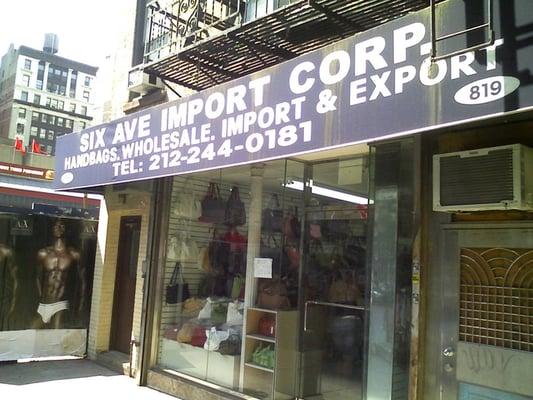 SIX AVE IMPORT CORP.
HANDBAGS, WHOLESALE, IMPORT & EXPORT
TEL: 212-244-0181
819
A|X